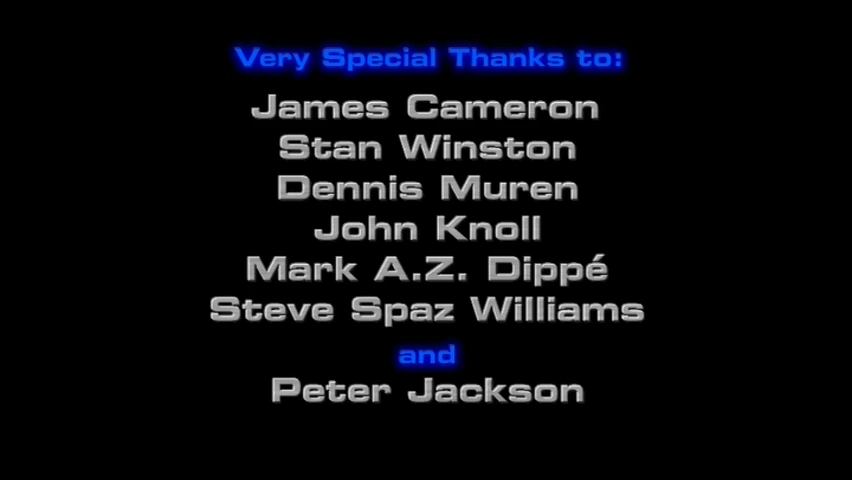 Very Special Thanks to:
James Cameron
Stan Winston
Dennis Muren
John Knoll
Mark A.Z. Dippé
Steve Spaz Williams
and
Peter Jackson